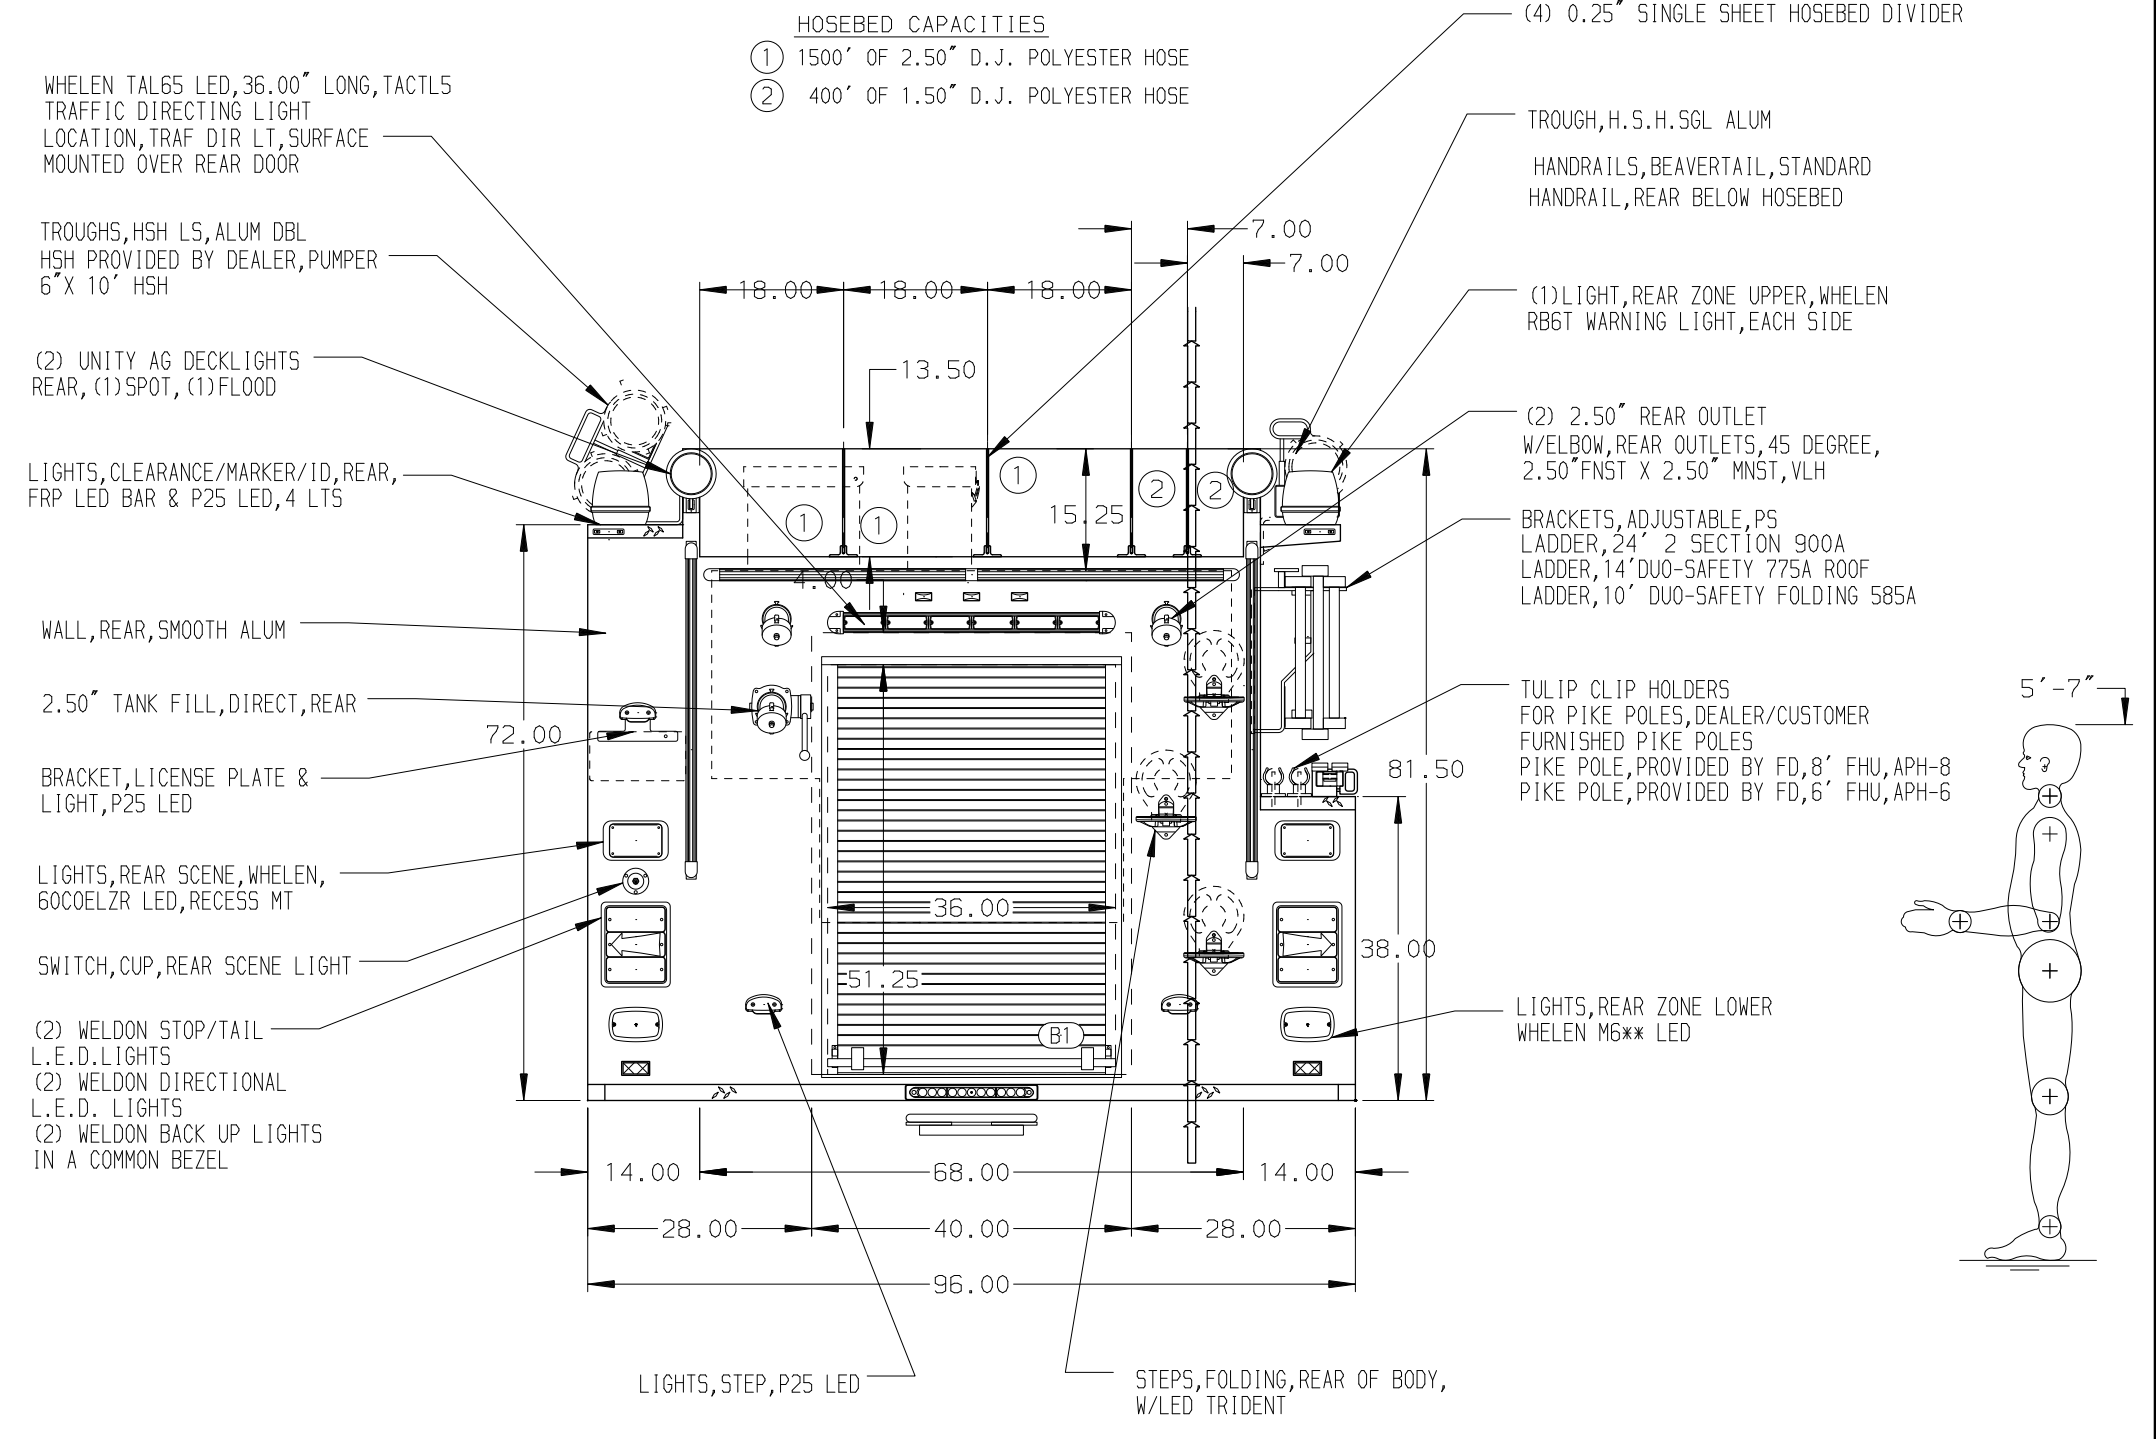 HOSEBED CAPACITIES
1 1500' OF 2.50" D.J. POLYESTER HOSE
2 400' OF 1.50" D.J. POLYESTER HOSE
WHELEN TAL65 LED,36.00" LONG,TACTL5
TRAFFIC DIRECTING LIGHT
LOCATION,TRAF DIR LT,SURFACE
MOUNTED OVER REAR DOOR
TROUGHS,HSH LS,ALUM DBL
HSH PROVIDED BY DEALER,PUMPER
6"X 10' HSH
(2) UNITY AG DECKLIGHTS
REAR,(1)SPOT,(1)FLOOD
LIGHTS,CLEARANCE/MARKER/ID,REAR,
FRP LED BAR & P25 LED,4 LTS
WALL,REAR,SMOOTH ALUM
2.50" TANK FILL,DIRECT,REAR
BRACKET,LICENSE PLATE &
LIGHT,P25 LED
LIGHTS,REAR SCENE,WHELEN,
60COELZR LED,RECESS MT
SWITCH,CUP,REAR SCENE LIGHT
(2) WELDON STOP/TAIL
L.E.D.LIGHTS
(2) WELDON DIRECTIONAL
L.E.D. LIGHTS
(2) WELDON BACK UP LIGHTS
IN A COMMON BEZEL
7.00
7.00
18.00 18.00 18.00
13.50
1 1 1 2 2
15.25
4.00
72.00
81.50
36.00
38.00
51.25
B1
14.00 68.00 14.00
28.00 40.00 28.00
96.00
LIGHTS,STEP,P25 LED
STEPS,FOLDING,REAR OF BODY,
W/LED TRIDENT
(4) 0.25" SINGLE SHEET HOSEBED DIVIDER
TROUGH,H.S.H.SGL ALUM
HANDRAILS,BEAVERTAIL,STANDARD
HANDRAIL,REAR BELOW HOSEBED
(1)LIGHT,REAR ZONE UPPER,WHELEN
RB6T WARNING LIGHT,EACH SIDE
(2) 2.50" REAR OUTLET
W/ELBOW,REAR OUTLETS,45 DEGREE,
2.50"FNST X 2.50" MNST,VLH
BRACKETS,ADJUSTABLE,PS
LADDER,24' 2 SECTION 900A
LADDER,14'DUO-SAFETY 775A ROOF
LADDER,10' DUO-SAFETY FOLDING 585A
TULIP CLIP HOLDERS
FOR PIKE POLES,DEALER/CUSTOMER
FURNISHED PIKE POLES
PIKE POLE,PROVIDED BY FD,8' FHU,APH-8
PIKE POLE,PROVIDED BY FD,6' FHU,APH-6
LIGHTS,REAR ZONE LOWER
WHELEN M6** LED
5'-7"